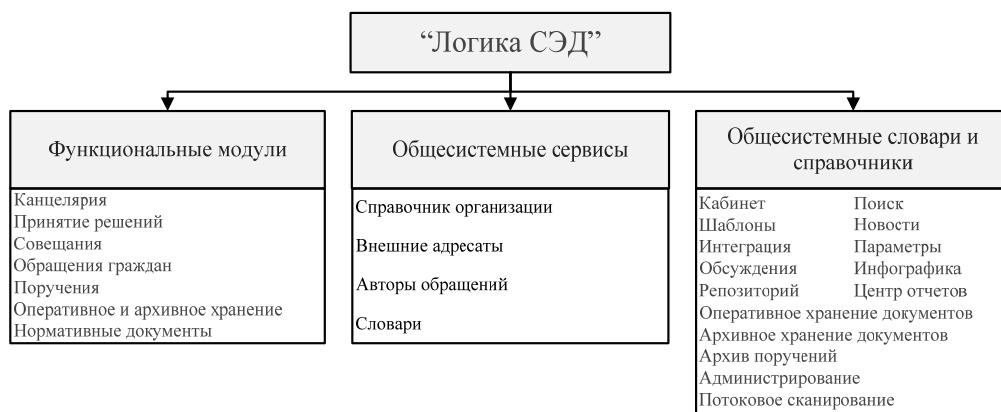 “Логика СЭД”
Функциональные модули
Канцелярия
Принятие решений
Совещания
Обращения граждан
Поручения
Оперативное и архивное хранение
Нормативные документы
Общесистемные сервисы
Справочник организации
Внешние адресаты
Авторы обращений
Словари
Общесистемные словари и
справочники
Кабинет Поиск
Шаблоны Новости
Интеграция Параметры
Обсуждения Инфографика
Репозиторий Центр отчетов
Оперативное хранение документов
Архивное хранение документов
Архив поручений
Администрирование
Потоковое сканирование